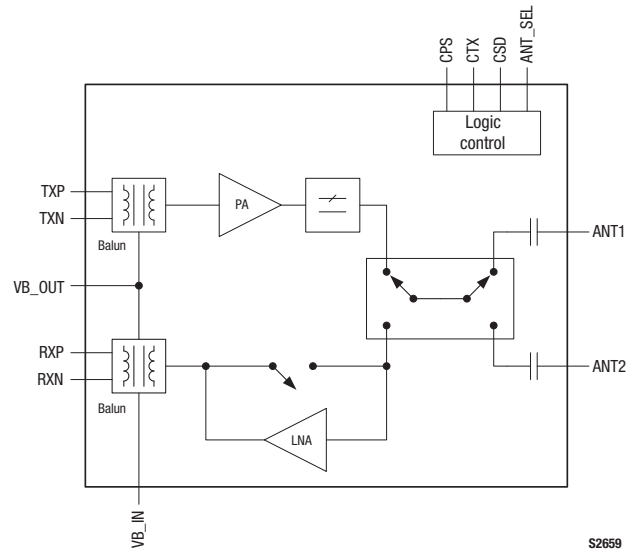 CPS
CTX
CSD
ANT_SEL
Logic
control
TXP
TXN
Balun
PA
ANT1
VB_OUT
RXP
RXN
Balun
LNA
ANT2
VB_IN
S2659